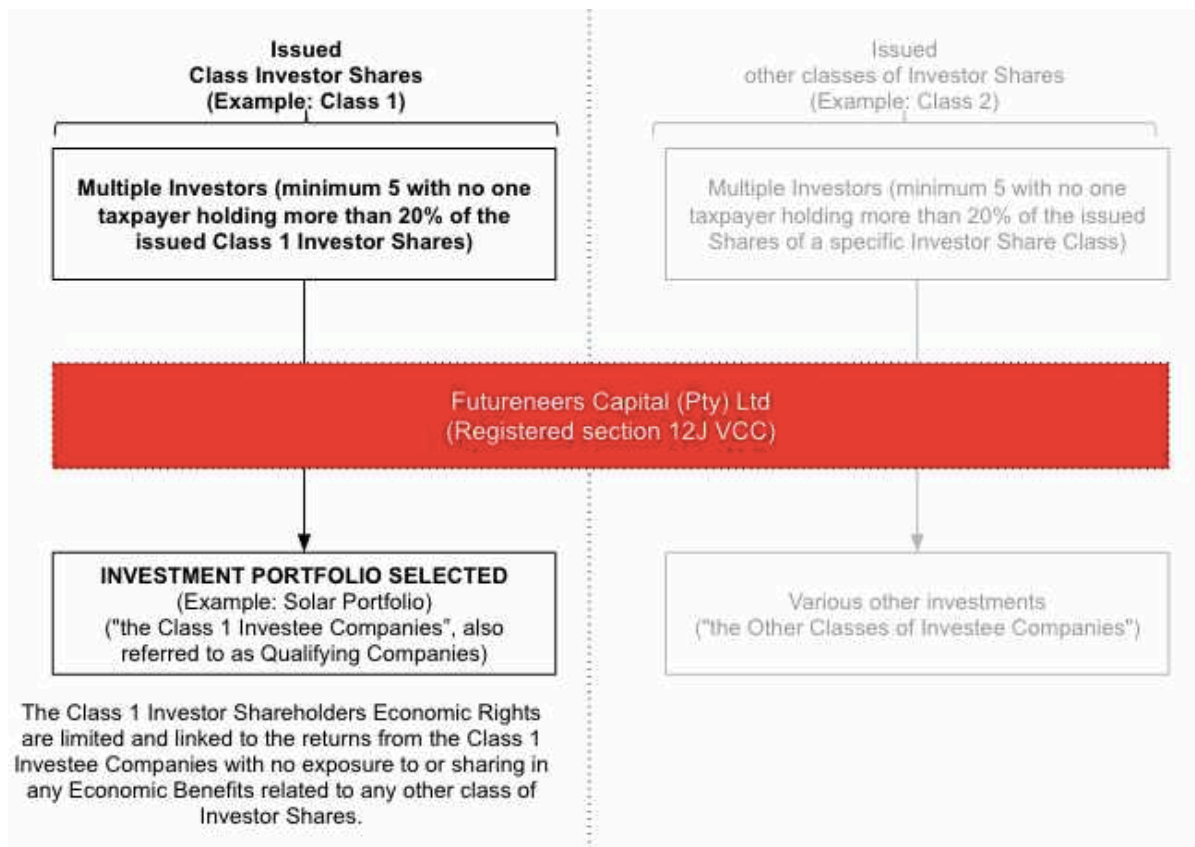 Issued
Class Investor Shares
(Example: Class 1)
Multiple Investors (minimum 5 with no one
taxpayer holding more than 20% of the
issued Class 1 Investor Shares)
Issued
other classes of Investor Shares
(Example: Class 2)
Multiple Investors (minimum 5 with no one
taxpayer holding more than 20% of the issued
Shares of a specific Investor Share Class)
Futureneers Capital (Pty) Ltd
(Registered section 12J VCC)
INVESTMENT PORTFOLIO SELECTED
(Example: Solar Portfolio)
("the Class 1 Investee Companies", also
referred to as Qualifying Companies)
The Class 1 Investor Shareholders Economic Rights
are limited and linked to the returns from the Class 1
Investee Companies with no exposure to or sharing in
any Economic Benefits related to any other class of
Investor Shares.
Various other investments
("the Other Classes of Investee Companies")